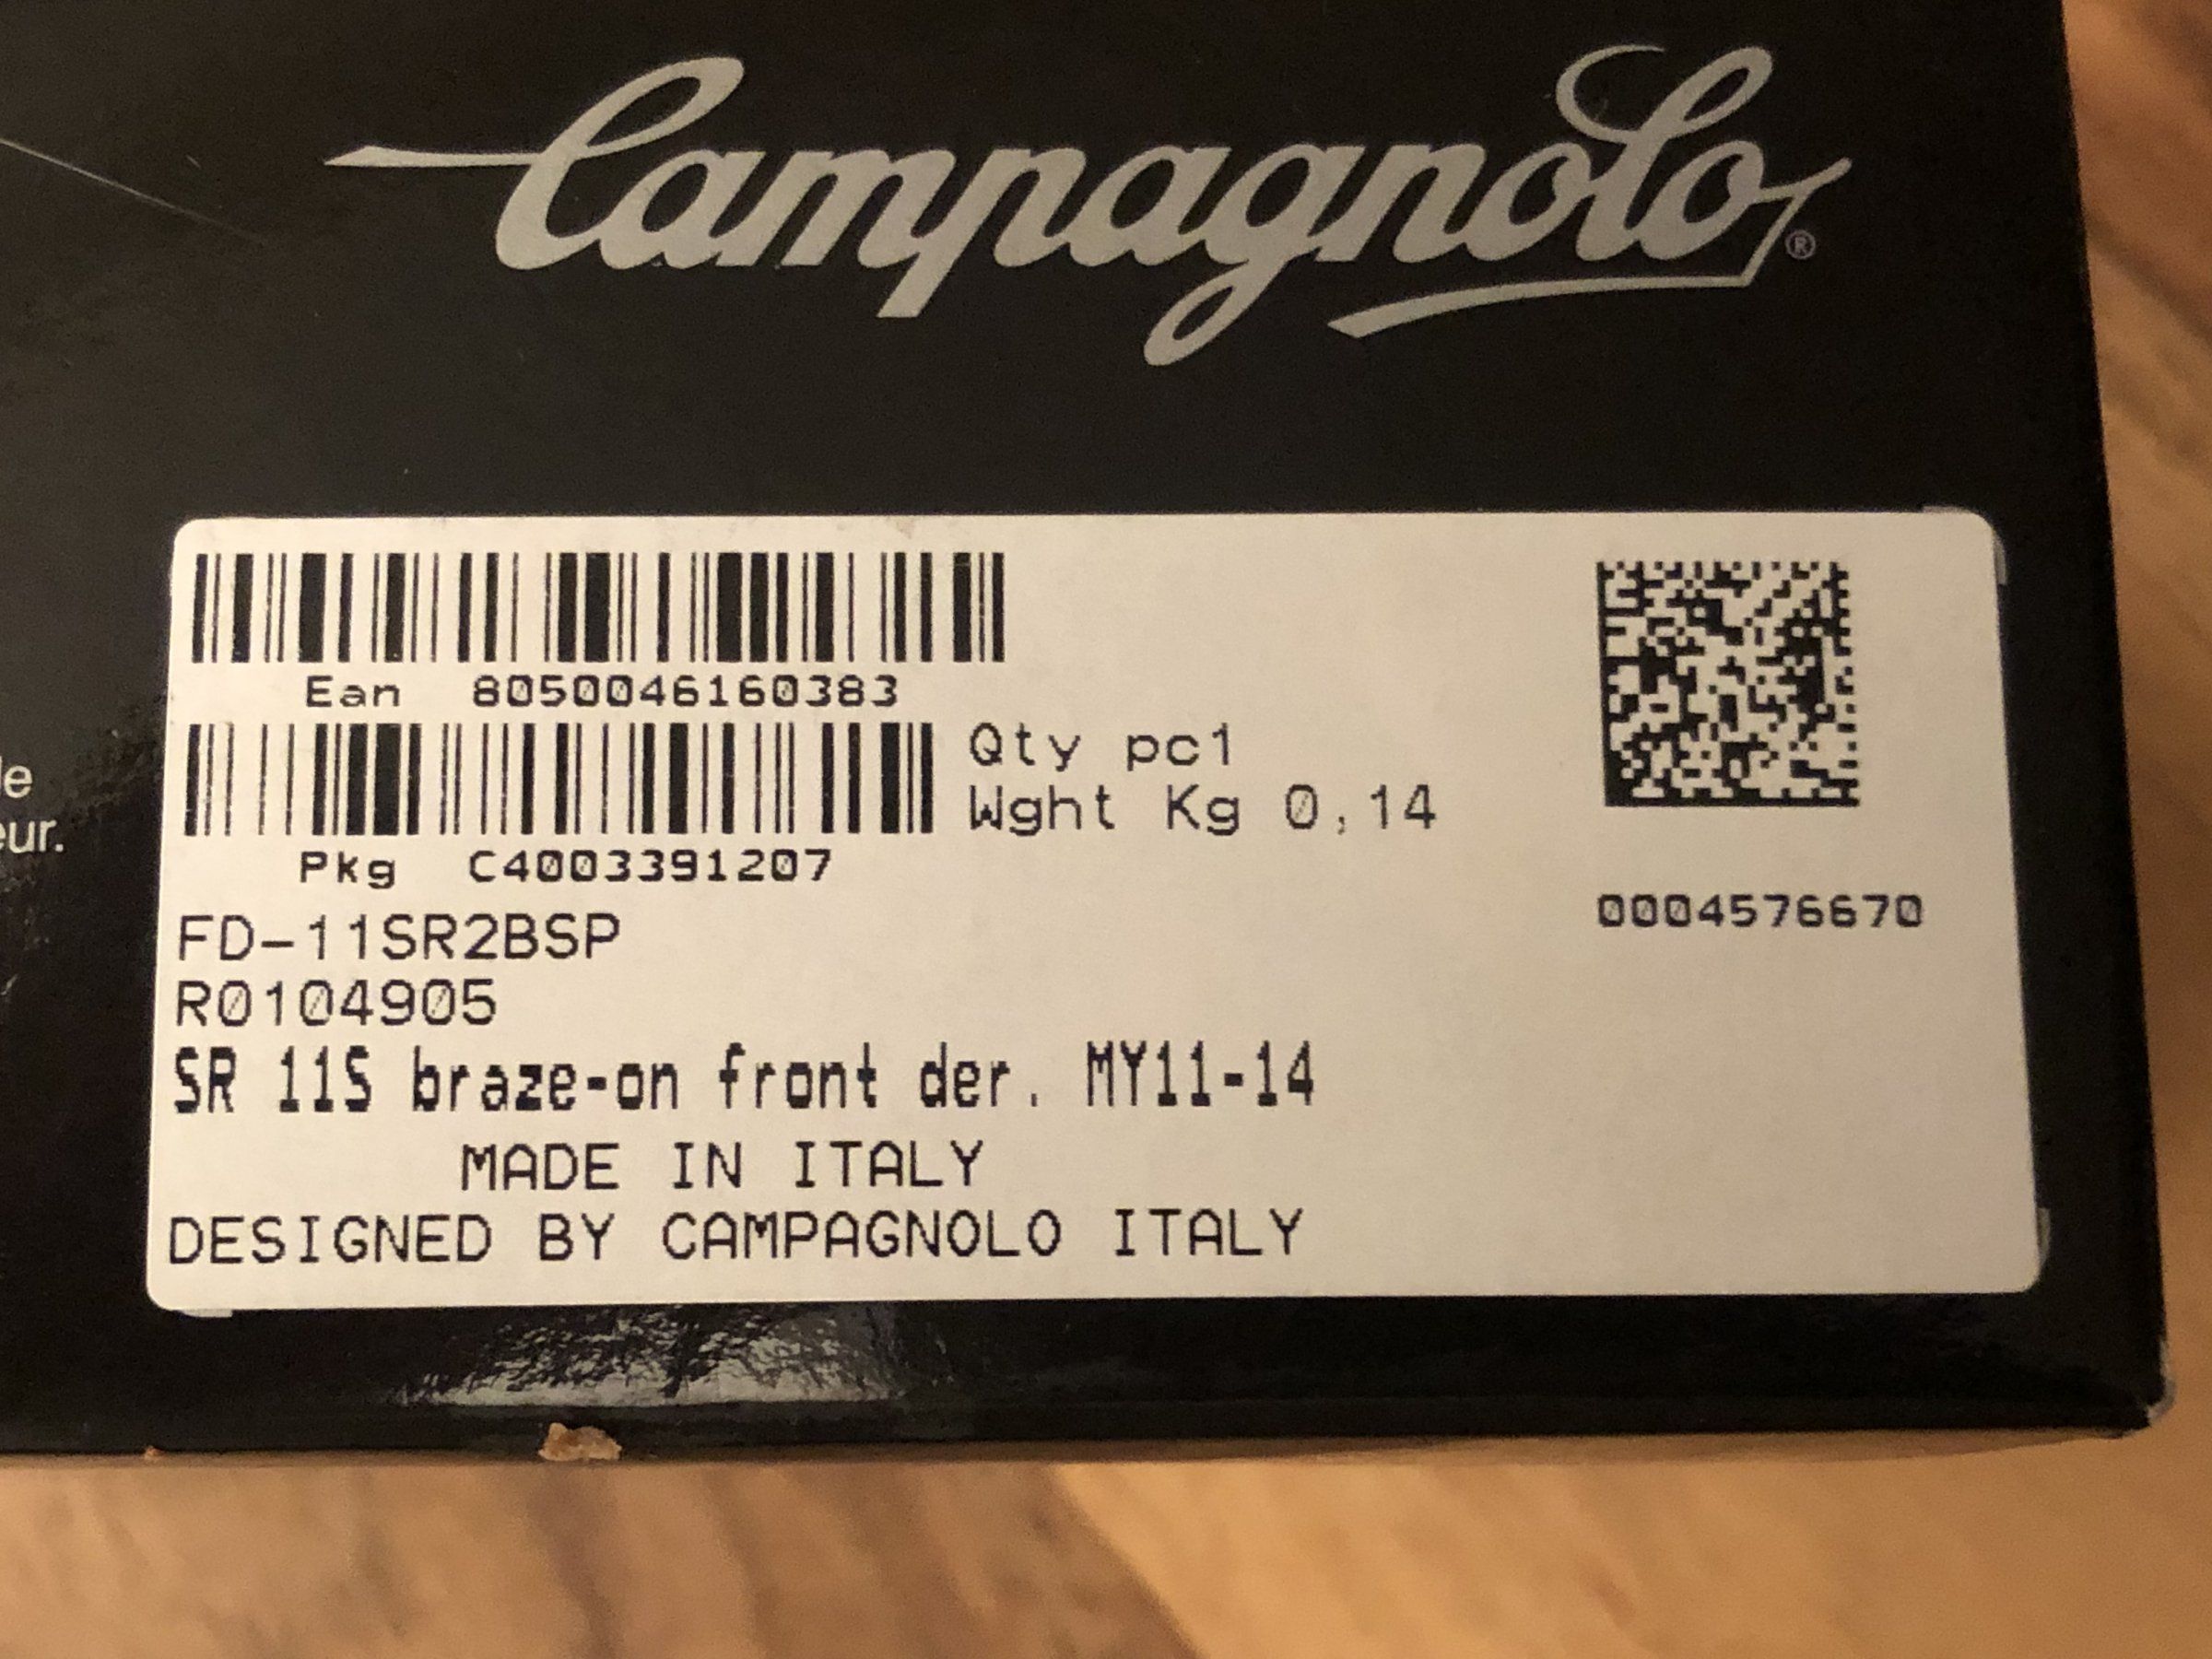 Campagnolo®
Ean 8050046160383
Qty pc1
Wght Kg 0,14
Pkg C4003391207
0004576670
FD-11SR2BSP
R0104905
SR 11S braze-on front der. MY11-14
MADE IN ITALY
DESIGNED BY CAMPAGNOLO ITALY